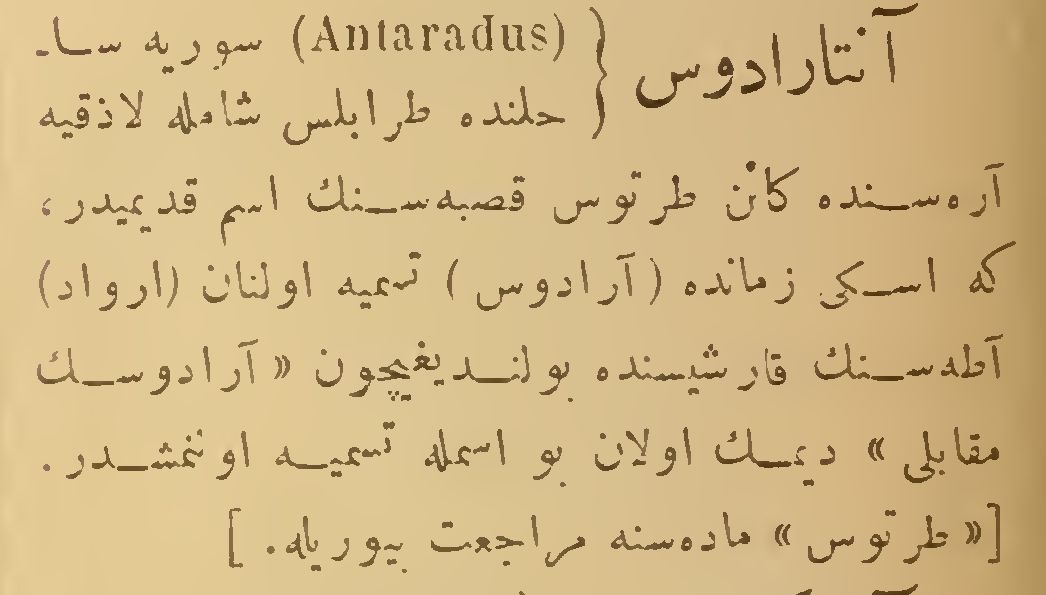 آنتارادوس { (Antaradus) سوریه سا-
حلنده طرابلس شامله لاذقیه
آره‌سنده کائن طرتوس قصبه‌سنك اسم قدیمیدر ،
که اسکی زمانده ( آرادوس ) تسمیه اولنان (ارواد)
آطه‌سنك قارشیسنده بولندیغیچون « آرادوسك
مقابلی » دیمك اولان بو اسمله تسمیه اونمشدر .
[« طرتوس » ماده‌سنه مراجعت بیوریله . ]